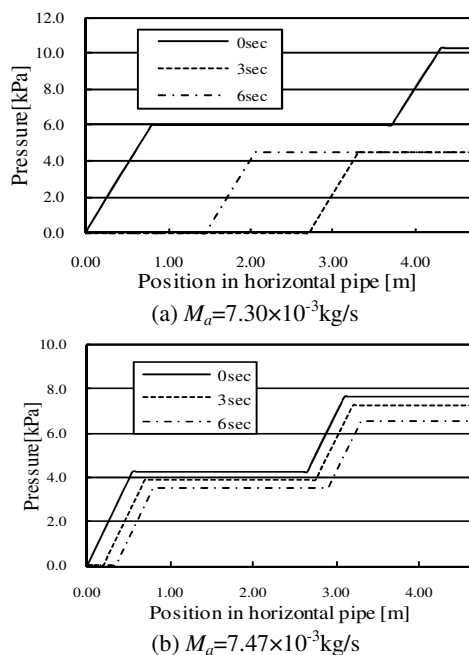 12.0
10.0
8.0
6.0
4.0
2.0
0.0
Pressure[kPa]
0sec
3sec
6sec
0.00 1.00 2.00 3.00 4.00
Position in horizontal pipe [m]
(a) Mₐ=7.30×10⁻³kg/s
10.0
8.0
6.0
4.0
2.0
0.0
Pressure[kPa]
0sec
3sec
6sec
0.00 1.00 2.00 3.00 4.00
Position in horizontal pipe [m]
(b) Mₐ=7.47×10⁻³kg/s